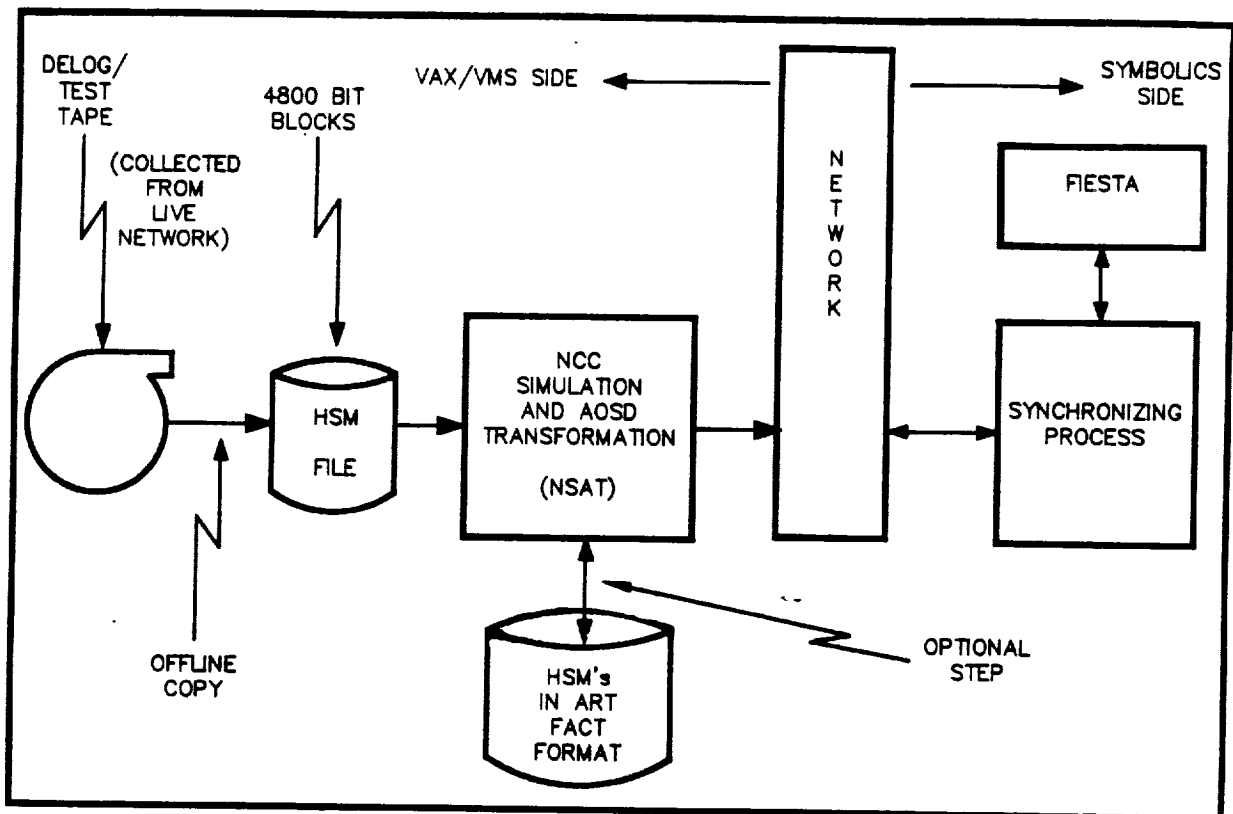 DELOG/
TEST
TAPE
(COLLECTED
FROM
LIVE
NETWORK)
4800 BIT
BLOCKS
VAX/VMS SIDE
SYMBOLICS
SIDE
NETWORK
FIESTA
HSM
FILE
NCC
SIMULATION
AND AOSD
TRANSFORMATION
(NSAT)
SYNCHRONIZING
PROCESS
OFFLINE
COPY
HSM's
IN ART
FACT
FORMAT
OPTIONAL
STEP